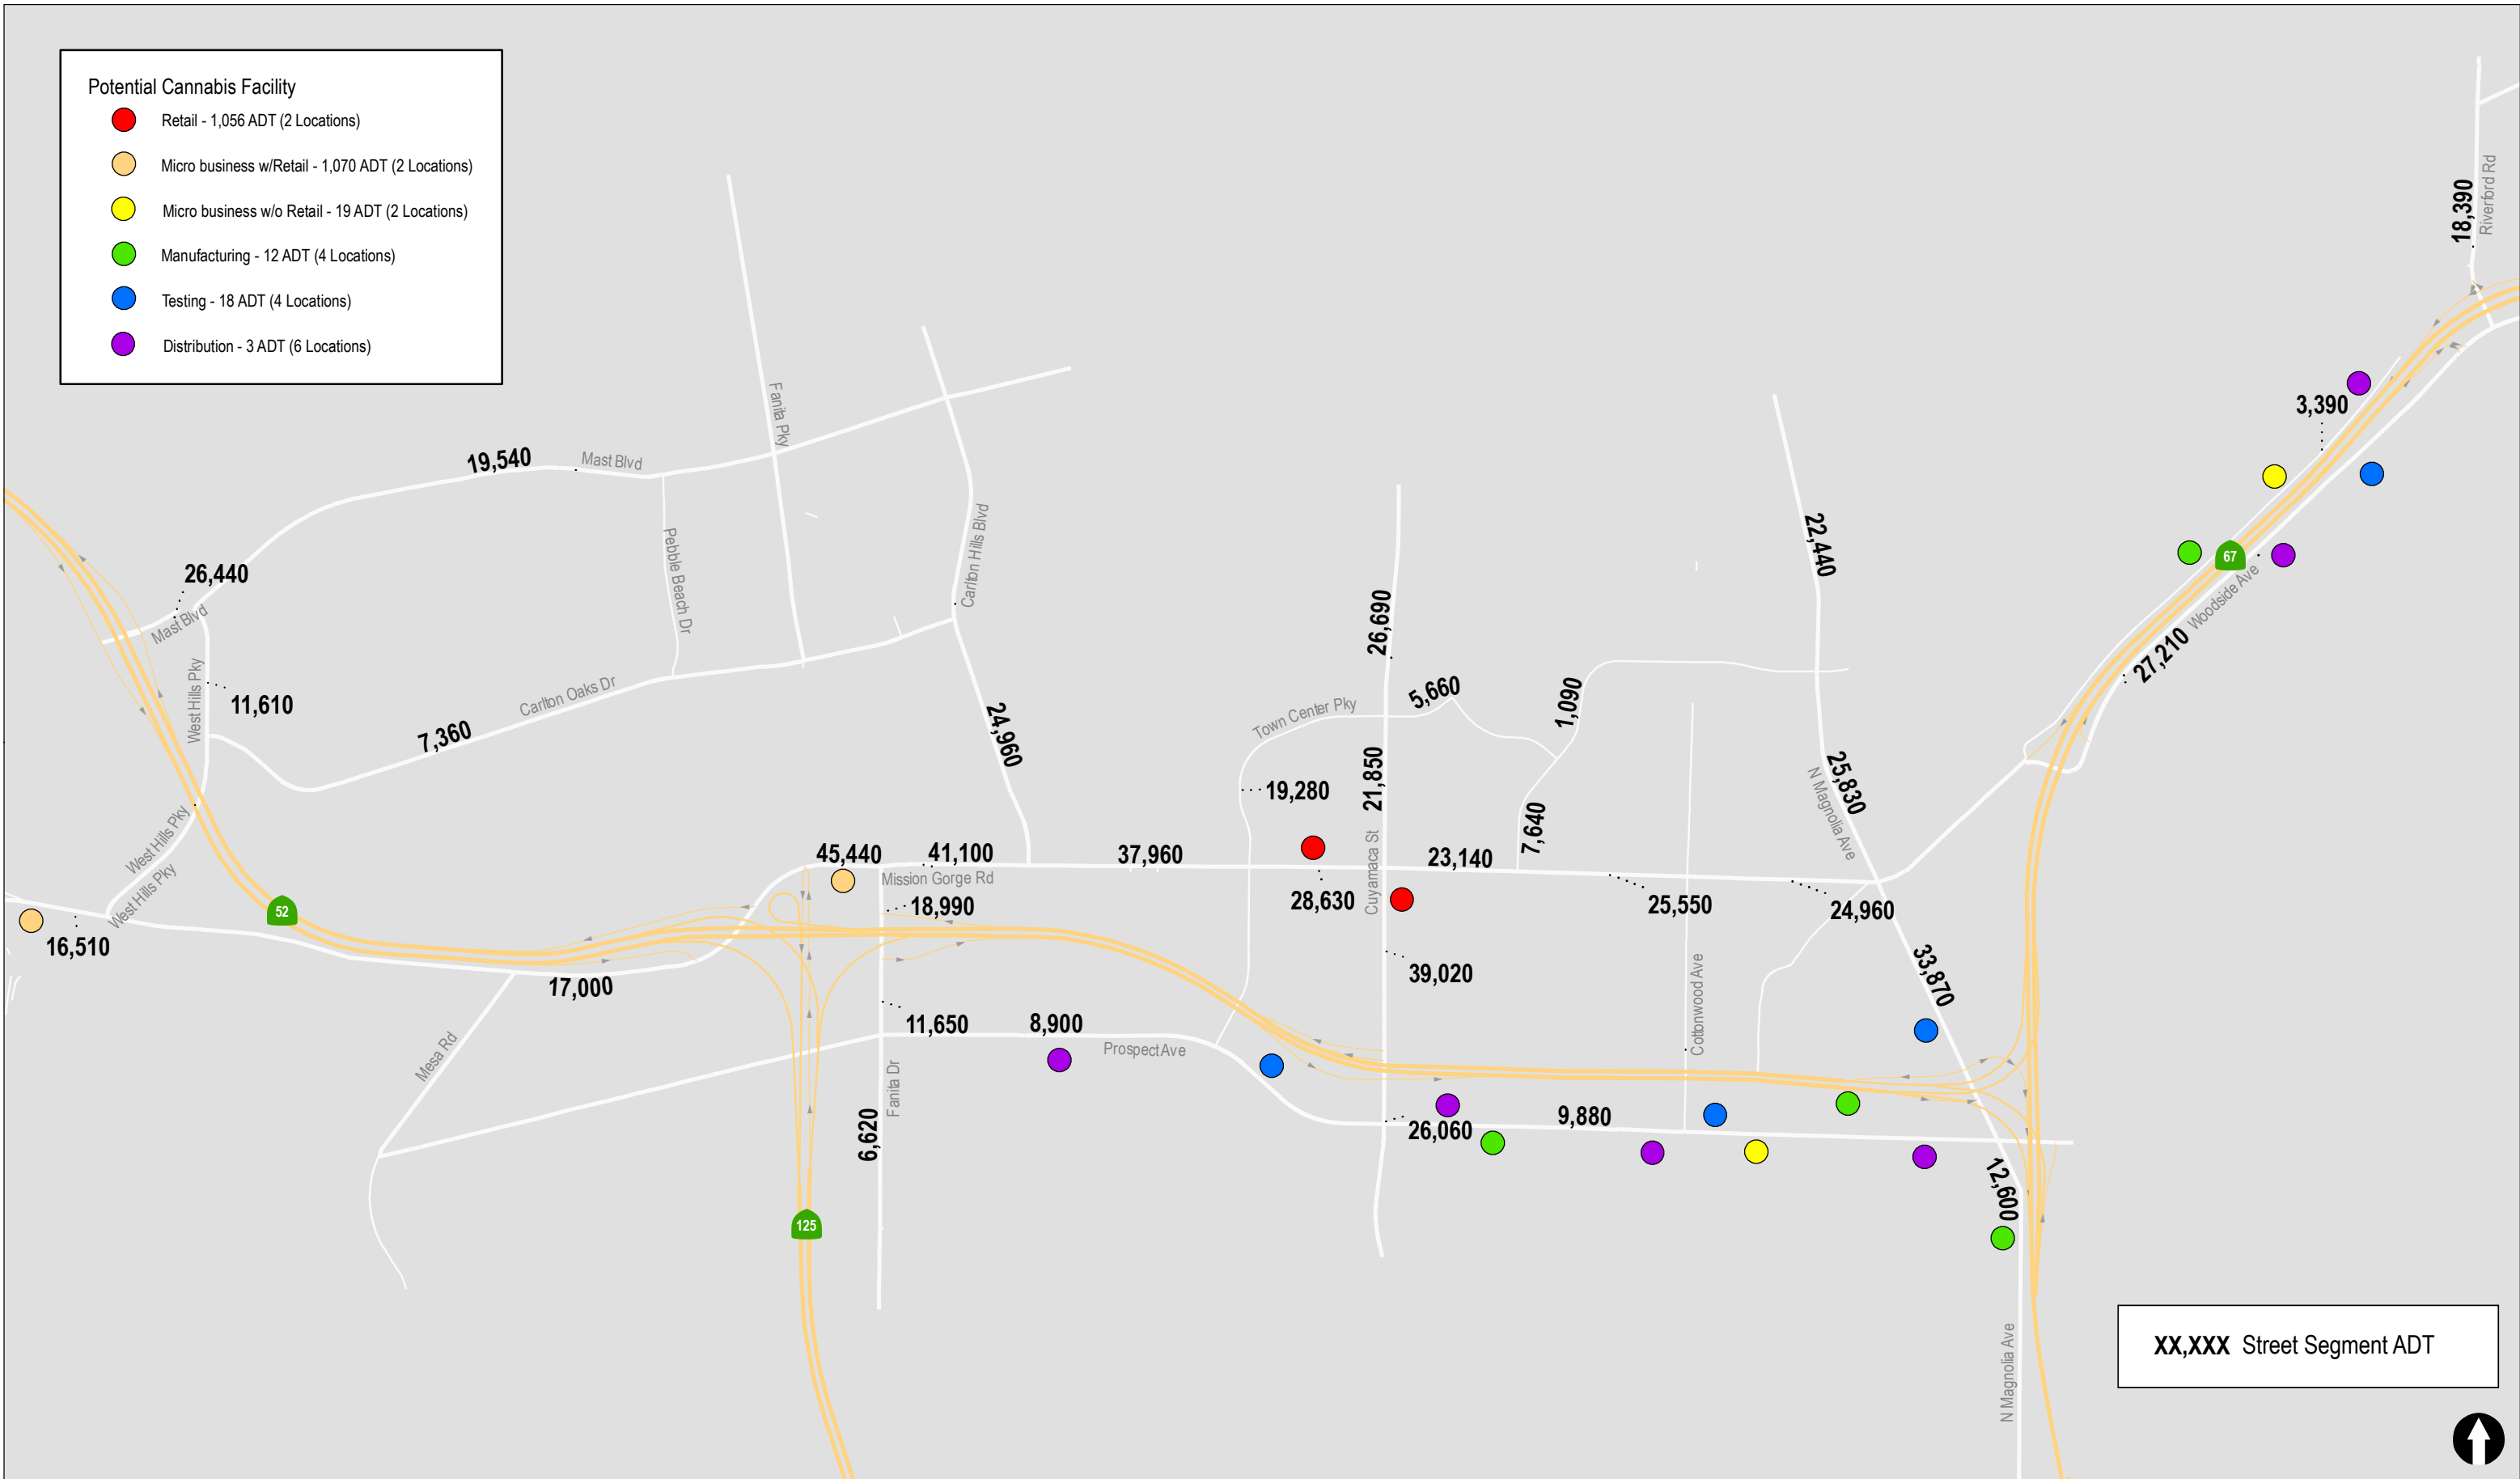 Potential Cannabis Facility
Retail - 1,056 ADT (2 Locations)
Micro business w/Retail - 1,070 ADT (2 Locations)
Micro business w/o Retail - 19 ADT (2 Locations)
Manufacturing - 12 ADT (4 Locations)
Testing - 18 ADT (4 Locations)
Distribution - 3 ADT (6 Locations)
18,390
Riverford Rd
3,390
Fanita Pky
19,540
Mast Blvd
Pebble Beach Dr
Carlton Hills Blvd
22,440
67
Woodside Ave
27,210
26,440
Mast Blvd
West Hills Pky
11,610
Carlton Oaks Dr
7,360
24,960
26,690
5,660
Town Center Pky
1,090
21,850
19,280
7,640
25,830
N Magnolia Ave
West Hills Pky
West Hills Pky
45,440
41,100
37,960
23,140
Mission Gorge Rd
Cuyamaca St
28,630
25,550
24,960
18,990
52
16,510
17,000
39,020
33,870
11,650
8,900
Prospect Ave
Cottonwood Ave
Mesa Rd
Fanita Dr
6,620
26,060
9,880
12,600
125
N Magnolia Ave
XX,XXX Street Segment ADT